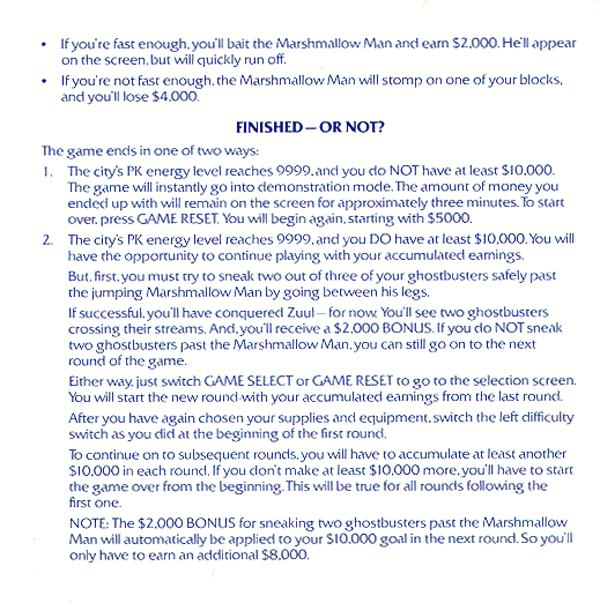 • If you're fast enough, you'll bait the Marshmallow Man and earn $2,000. He'll appear
on the screen, but will quickly run off.
• If you're not fast enough, the Marshmallow Man will stomp on one of your blocks,
and you'll lose $4,000.
FINISHED — OR NOT?
The game ends in one of two ways:
1. The city's PK energy level reaches 9999, and you do NOT have at least $10,000.
The game will instantly go into demonstration mode. The amount of money you
ended up with will remain on the screen for approximately three minutes. To start
over, press GAME RESET. You will begin again, starting with $5000.
2. The city's PK energy level reaches 9999, and you DO have at least $10,000. You will
have the opportunity to continue playing with your accumulated earnings.
But, first, you must try to sneak two out of three of your ghostbusters safely past
the jumping Marshmallow Man by going between his legs.
If successful, you'll have conquered Zuul — for now. You'll see two ghostbusters
crossing their streams. And, you'll receive a $2,000 BONUS. If you do NOT sneak
two ghostbusters past the Marshmallow Man, you can still go on to the next
round of the game.
Either way, just switch GAME SELECT or GAME RESET to go to the selection screen.
You will start the new round with your accumulated earnings from the last round.
After you have again chosen your supplies and equipment, switch the left difficulty
switch as you did at the beginning of the first round.
To continue on to subsequent rounds, you will have to accumulate at least another
$10,000 in each round. If you don't make at least $10,000 more, you'll have to start
the game over from the beginning. This will be true for all rounds following the
first one.
NOTE: The $2,000 BONUS for sneaking two ghostbusters past the Marshmallow
Man will automatically be applied to your $10,000 goal in the next round. So you'll
only have to earn an additional $8,000.